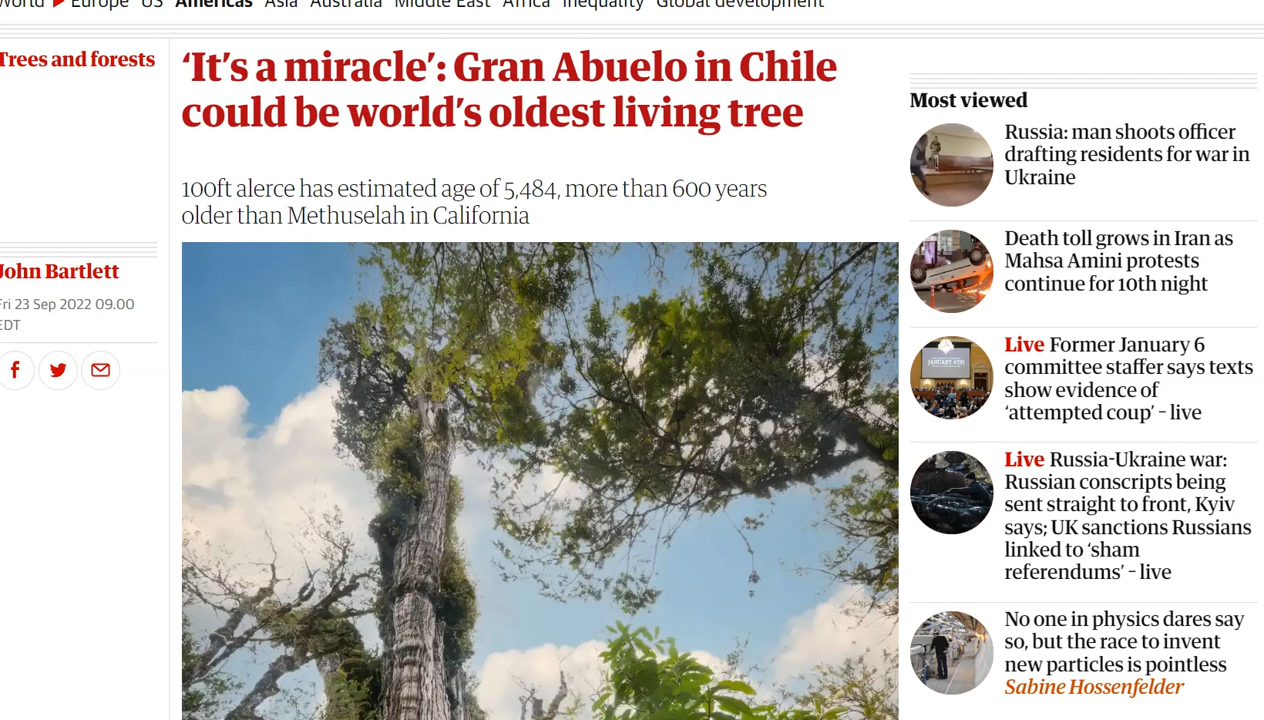 World Europe US Americas Asia Australia Middle East Africa Inequality Global development
Trees and forests
‘It’s a miracle’: Gran Abuelo in Chile
could be world’s oldest living tree
100ft alerce has estimated age of 5,484, more than 600 years
older than Methuselah in California
John Bartlett
Fri 23 Sep 2022 09.00
EDT
Most viewed
Russia: man shoots officer
drafting residents for war in
Ukraine
Death toll grows in Iran as
Mahsa Amini protests
continue for 10th night
JANUARY 6TH
Live Former January 6
committee staffer says texts
show evidence of
‘attempted coup’ – live
Live Russia-Ukraine war:
Russian conscripts being
sent straight to front, Kyiv
says; UK sanctions Russians
linked to ‘sham
referendums’ – live
No one in physics dares say
so, but the race to invent
new particles is pointless
Sabine Hossenfelder